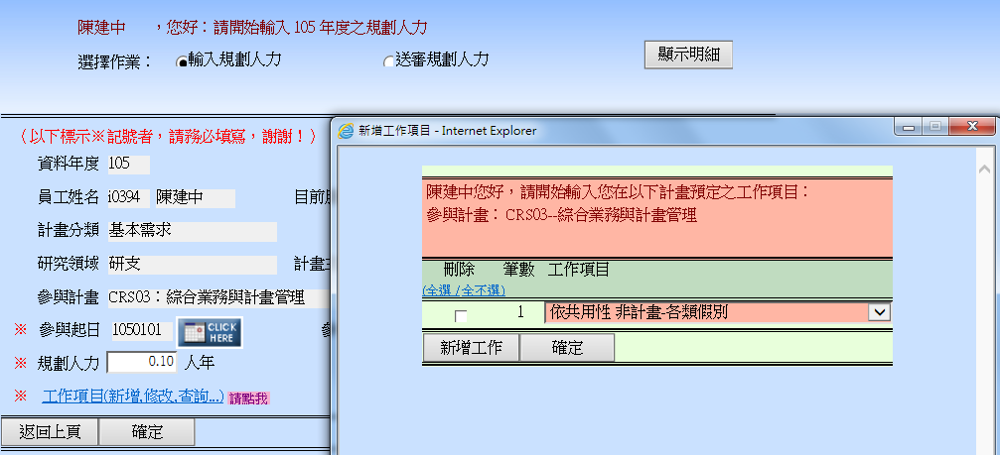 陳建中 ，您好：請開始輸入 105 年度之規劃人力
選擇作業： 輸入規劃人力 送審規劃人力 顯示明細
（以下標示※記號者，請務必填寫，謝謝！）
資料年度 105
員工姓名 i0394 陳建中 目前
計畫分類 基本需求
研究領域 研支 計畫
參與計畫 CRS03：綜合業務與計畫管理
※ 參與起日 1050101 CLICK HERE
※ 規劃人力 0.10 人年
※ 工作項目(新增,修改,查詢...) 請點我
返回上頁 確定
新增工作項目 - Internet Explorer
陳建中您好，請開始輸入您在以下計畫預定之工作項目：
參與計畫： CRS03--綜合業務與計畫管理
刪除 筆數 工作項目
(全選 /全不選)
1 依共用性 非計畫-各類假別
新增工作 確定